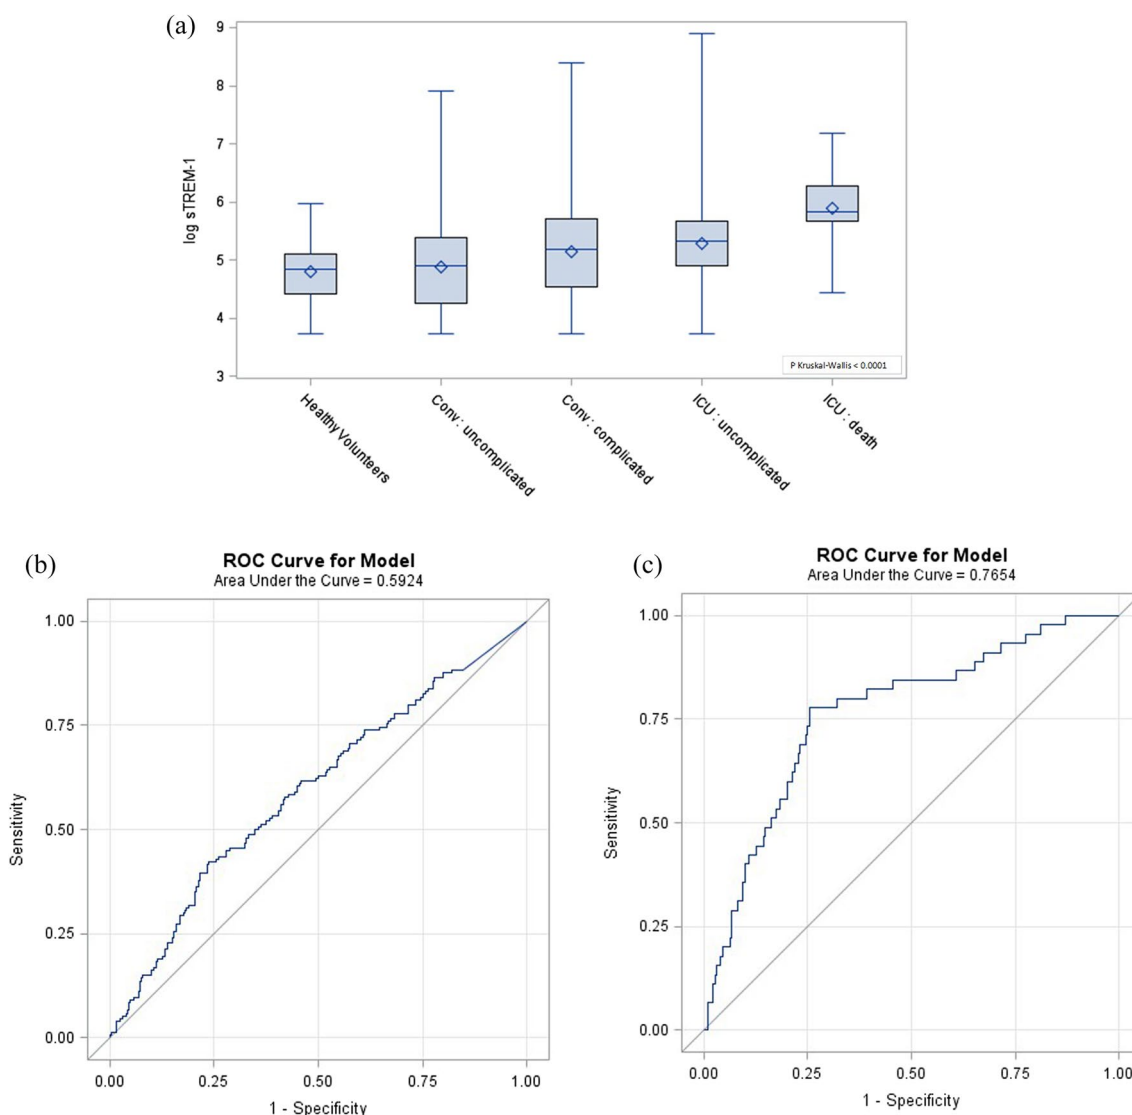 (a)
9
8
7
6
5
4
3
log sTREM-1
P Kruskal-Wallis < 0.0001
Healthy Volunteers
Conv : uncomplicated
Conv : complicated
ICU : uncomplicated
ICU : death
(b)
ROC Curve for Model
Area Under the Curve = 0.5924
1.00
0.75
0.50
0.25
0.00
Sensitivity
0.00 0.25 0.50 0.75 1.00
1 - Specificity
(c)
ROC Curve for Model
Area Under the Curve = 0.7654
1.00
0.75
0.50
0.25
0.00
Sensitivity
0.00 0.25 0.50 0.75 1.00
1 - Specificity